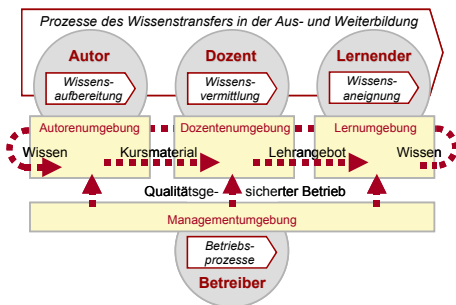 Prozesse des Wissenstransfers in der Aus- und Weiterbildung
Autor
Dozent
Lernender
Wissens-
aufbereitung
Wissens-
vermittlung
Wissens-
aneignung
Autorenumgebung
Dozentenumgebung
Lernumgebung
Wissen
Kursmaterial
Lehrangebot
Wissen
Qualitätsge- sicherter Betrieb
Managementumgebung
Betriebs-
prozesse
Betreiber